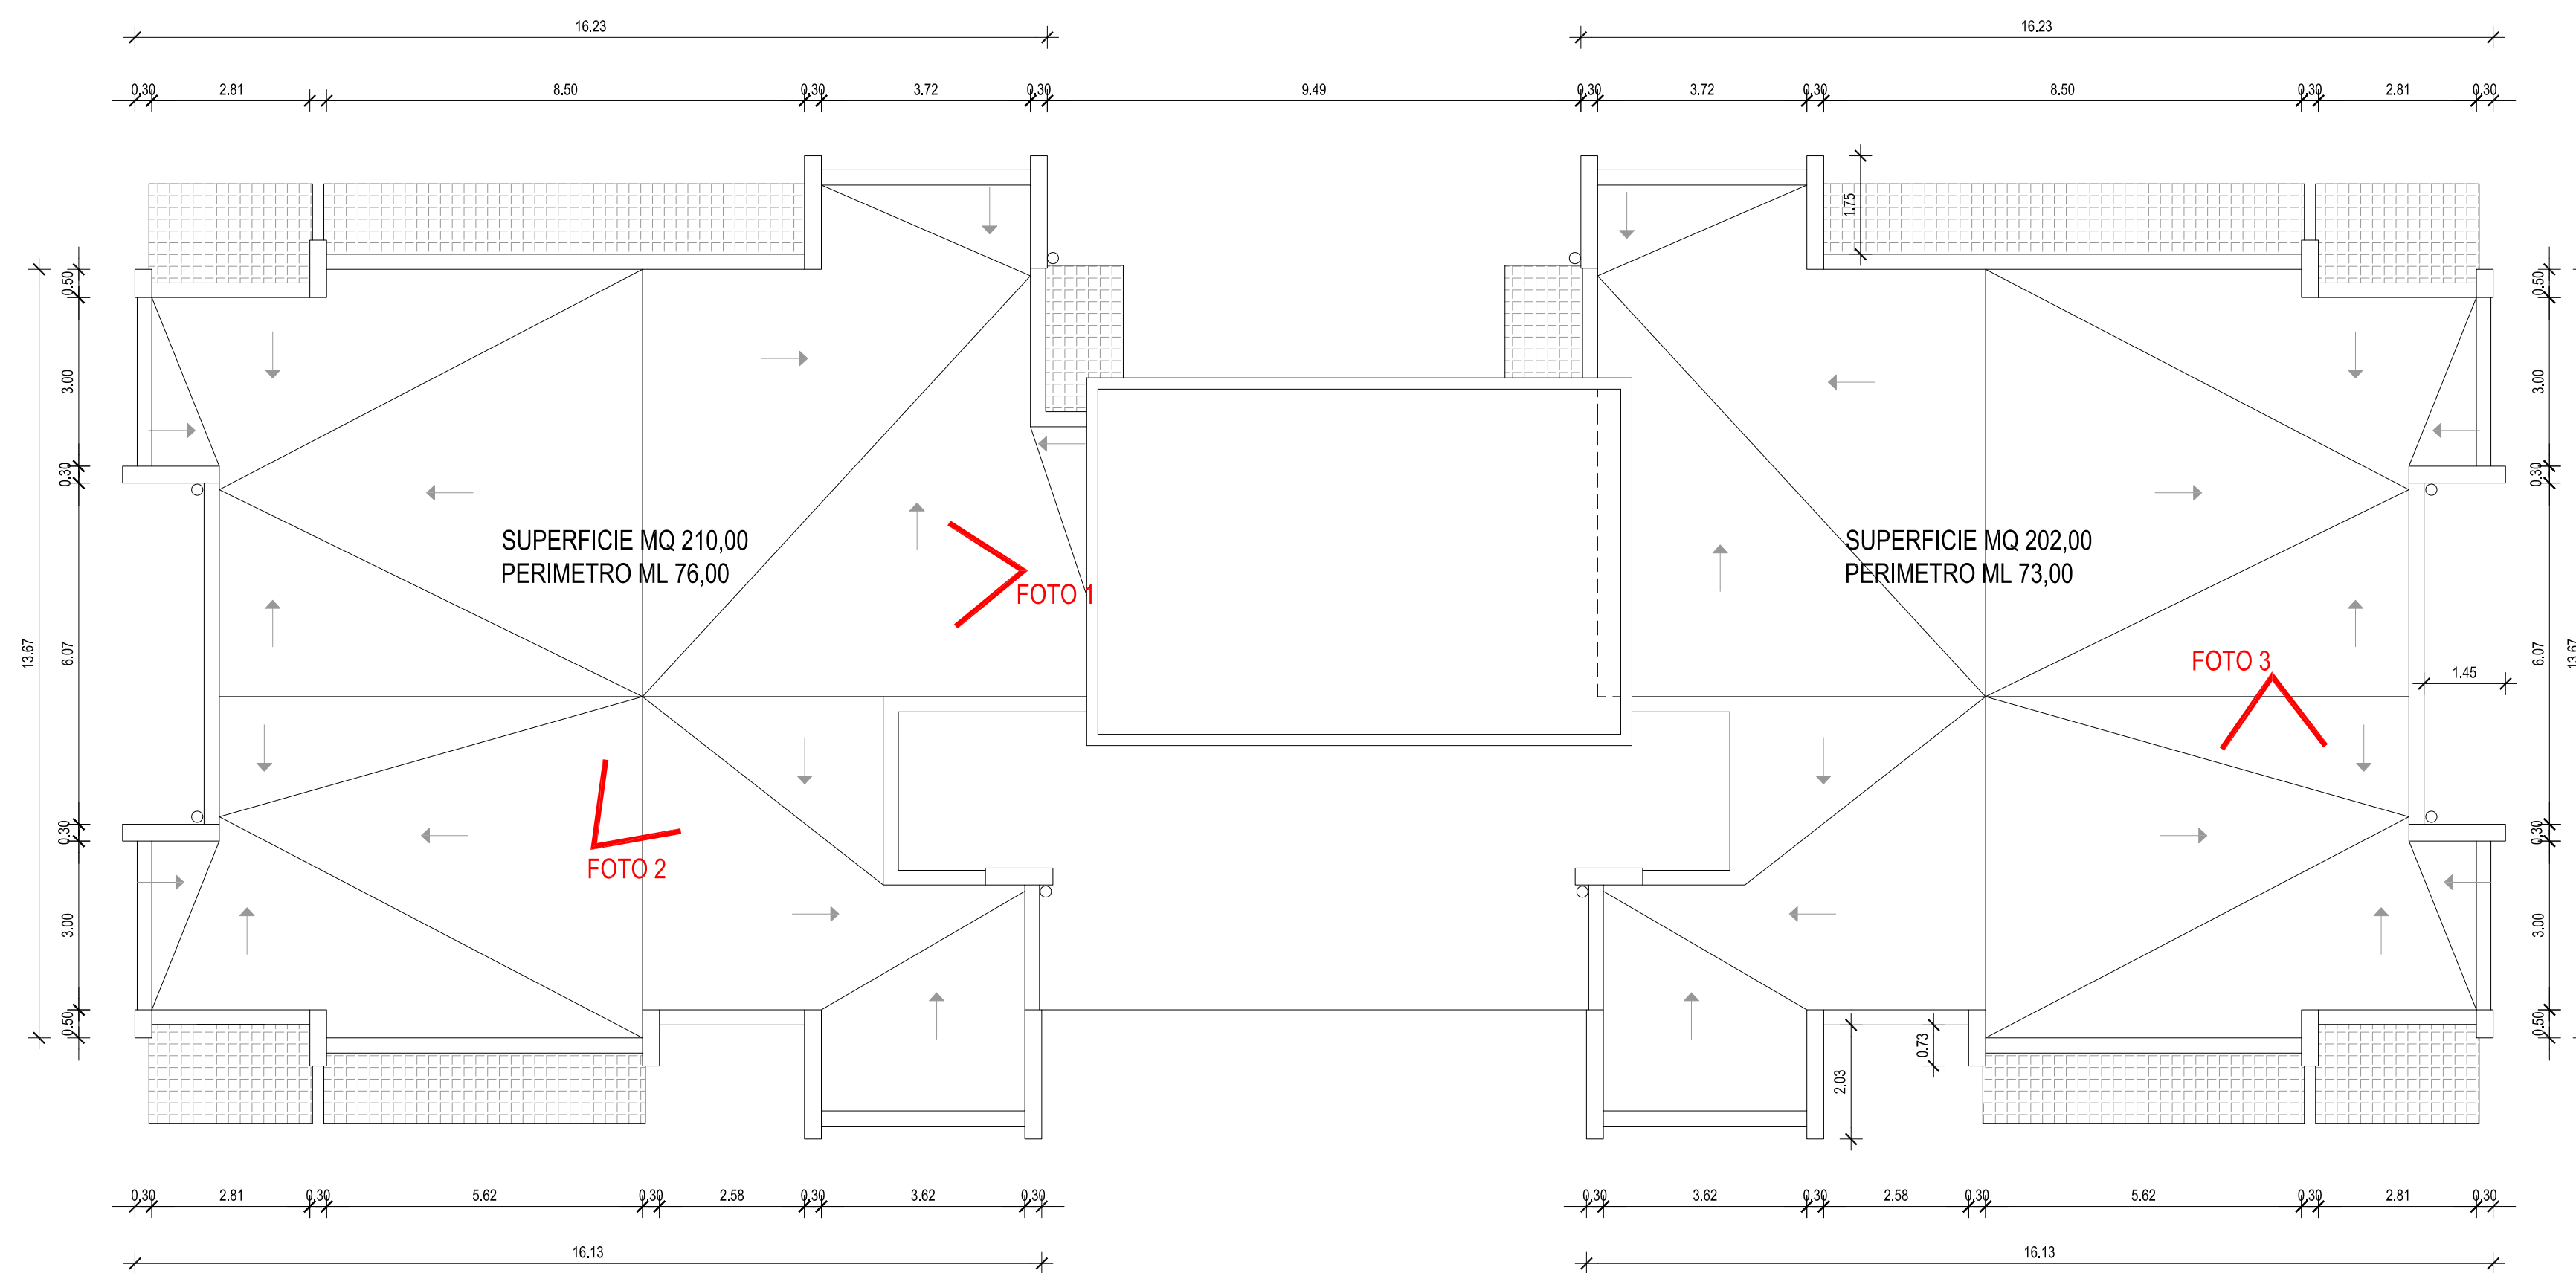 16.23
16.23
0.30 2.81 0.30 8.50 0.30 3.72 0.30 9.49 0.30 3.72 0.30 8.50 0.30 2.81 0.30
1.75
0.50
0.50
3.00
3.00
0.30
0.30
SUPERFICIE MQ 210,00
PERIMETRO ML 76,00
SUPERFICIE MQ 202,00
PERIMETRO ML 73,00
FOTO 1
13.67
6.07
FOTO 3
1.45
6.07
13.67
0.30
0.30
FOTO 2
3.00
3.00
0.50
0.50
0.73
2.03
0.30 2.81 0.30 5.62 0.30 2.58 0.30 3.62 0.30
0.30 3.62 0.30 2.58 0.30 5.62 0.30 2.81 0.30
16.13
16.13